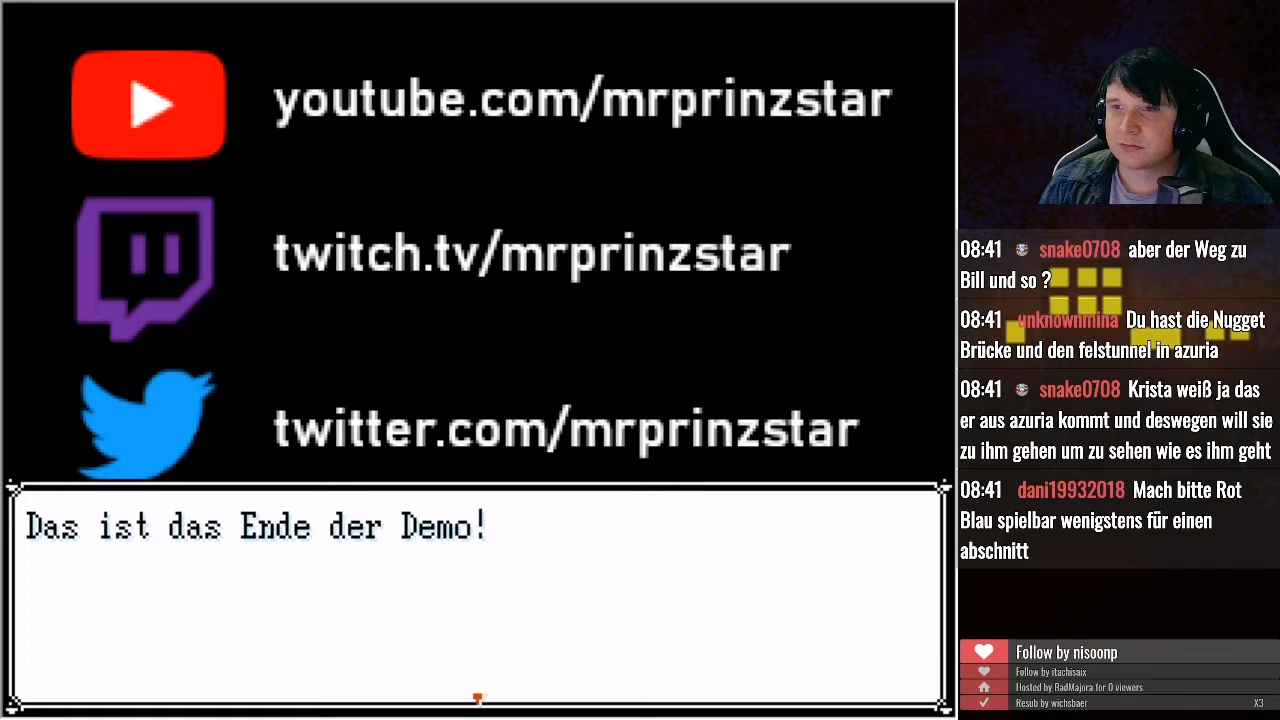 youtube.com/mrprinzstar
twitch.tv/mrprinzstar
twitter.com/mrprinzstar
Das ist das Ende der Demo!
08:41 snake0708 aber der Weg zu
Bill und so ?
08:41 unknownmina Du hast die Nugget
Brücke und den felstunnel in azuria
08:41 snake0708 Krista weiß ja das
er aus azuria kommt und deswegen will sie
zu ihm gehen um zu sehen wie es ihm geht
08:41 dani19932018 Mach bitte Rot
Blau spielbar wenigstens für einen
abschnitt
Follow by nisoonp
Follow by itachisaix
Hosted by BadMajora for 0 viewers
Resub by wichsbaer X3